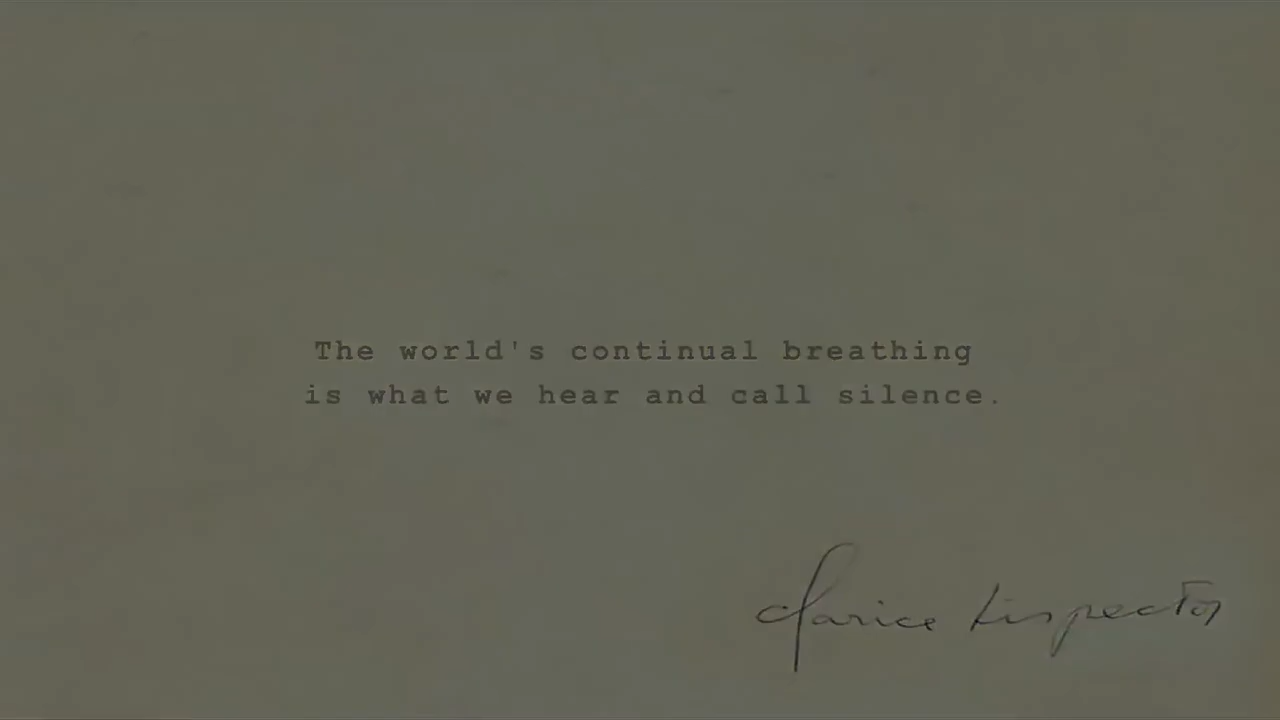 The world's continual breathing
is what we hear and call silence.
Clarice Lispector